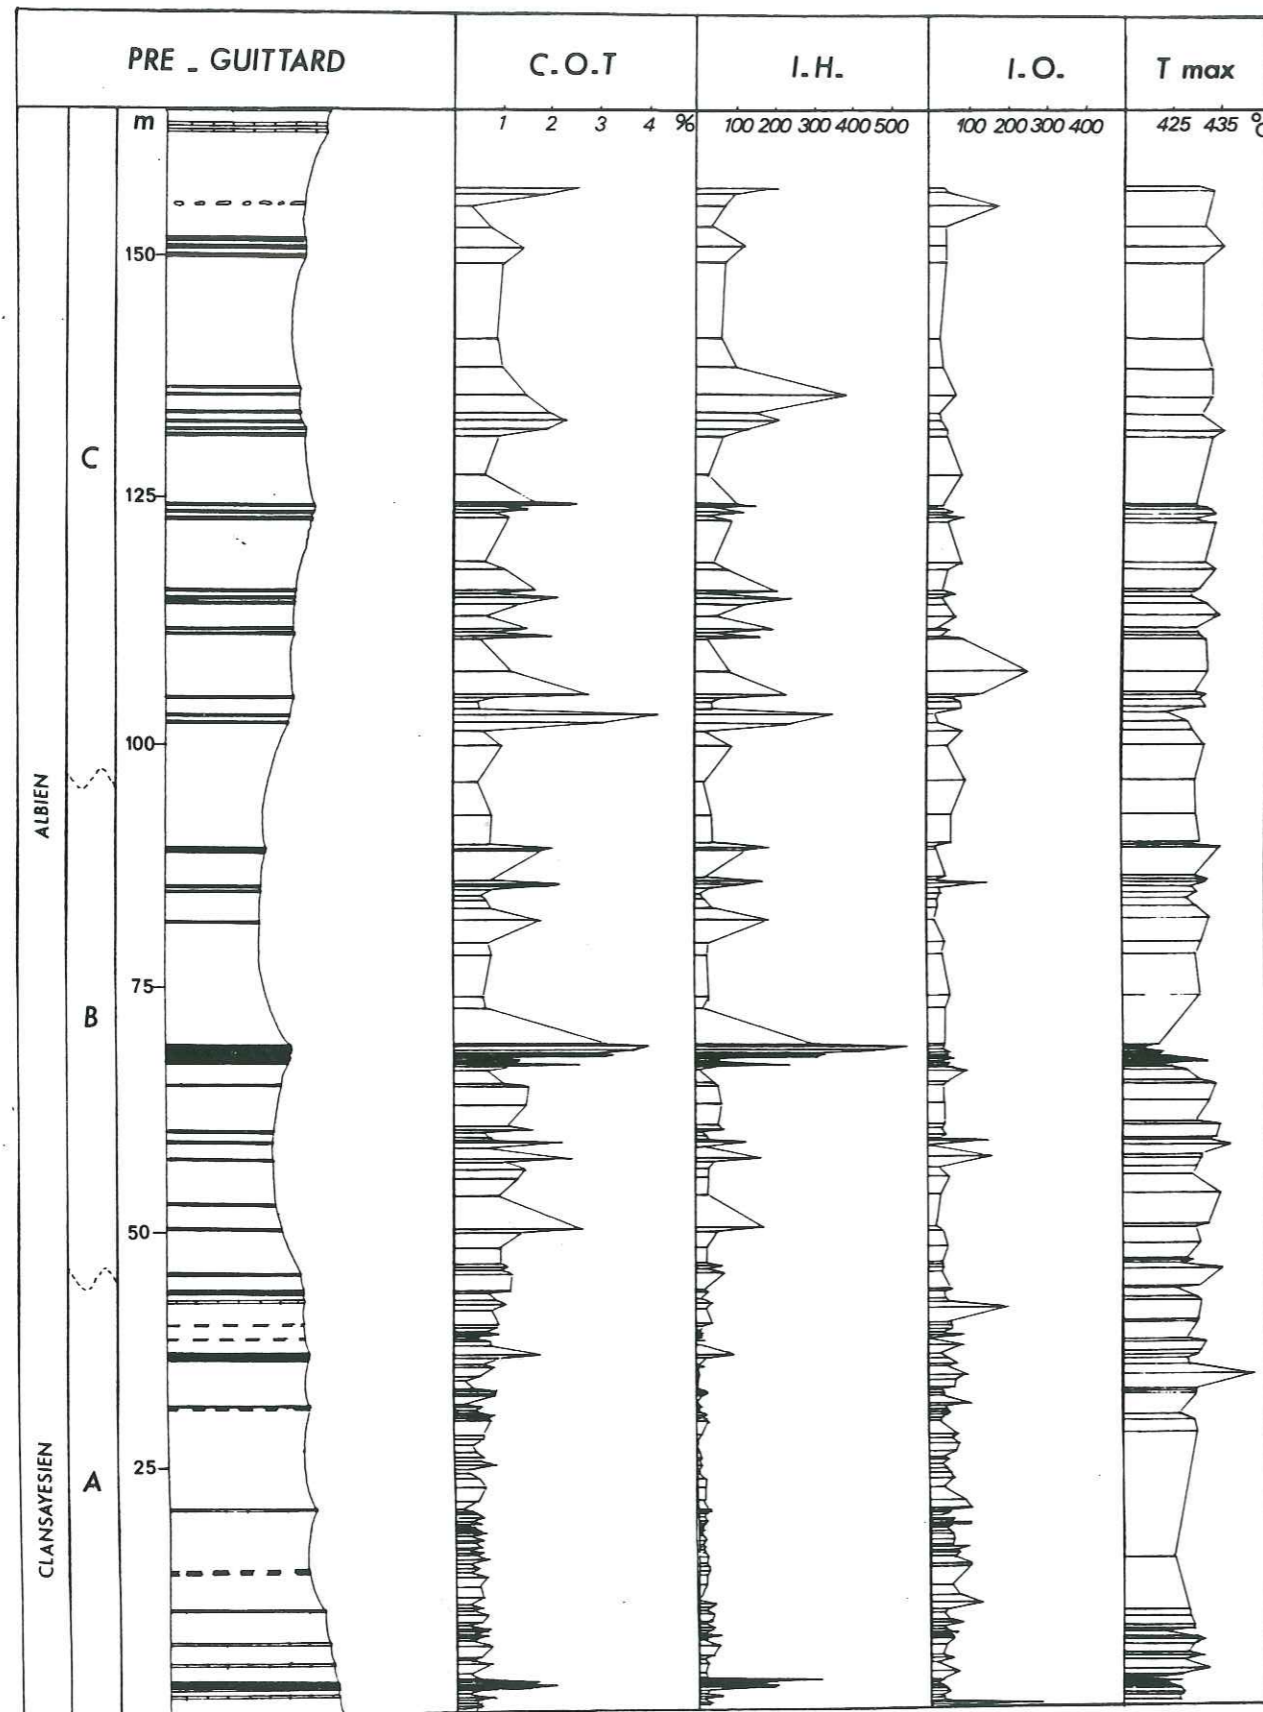 PRE _ GUITTARD C.O.T I.H. I.O. T max
m 1 2 3 4 % 100 200 300 400 500 100 200 300 400 425 435 °C
150
C
125
100
ALBIEN
75
B
50
25
A
CLANSAYESIEN